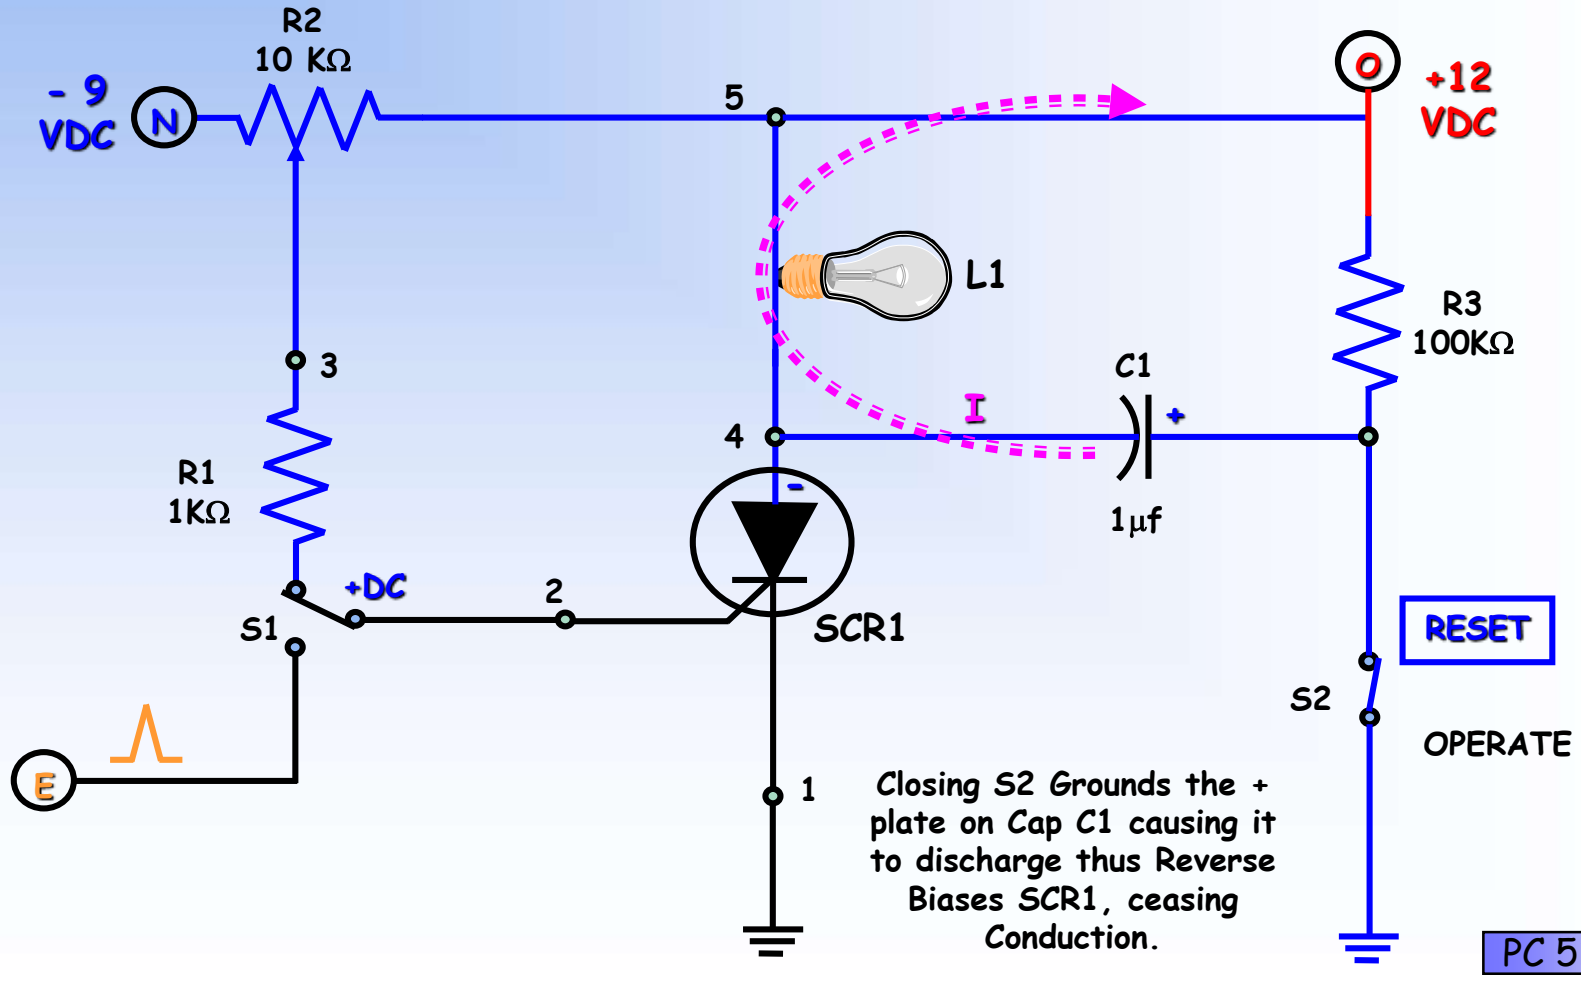 R2
10 KΩ
- 9
VDC
N
5
O
+12
VDC
L1
R3
100KΩ
3
C1
I
+
4
-
R1
1KΩ
1μf
+DC
2
S1
SCR1
RESET
S2
OPERATE
E
1
Closing S2 Grounds the +
plate on Cap C1 causing it
to discharge thus Reverse
Biases SCR1, ceasing
Conduction.
PC 5